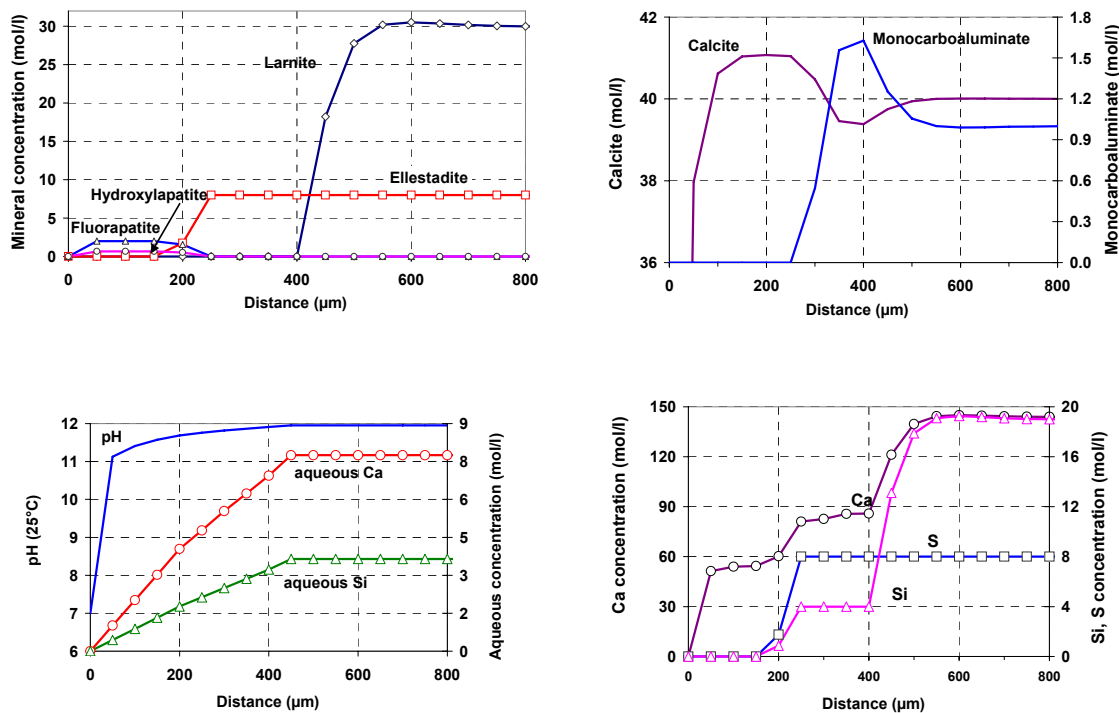 Mineral concentration (mol/l)
30
25
20
15
10
5
0
Larnite
Ellestadite
Hydroxylapatite
Fluorapatite
0 200 400 600 800
Distance (µm)
Calcite (mol/l)
42
40
38
36
Calcite
Monocarboaluminate
1.8
1.5
1.2
0.9
0.6
0.3
0.0
Monocarboaluminate (mol/l)
0 200 400 600 800
Distance (µm)
pH (25°C)
12
11
10
9
8
7
6
pH
aqueous Ca
aqueous Si
9
8
6
5
3
2
0
Aqueous concentration (mol/l)
0 200 400 600 800
Distance (µm)
Ca concentration (mol/l)
150
120
90
60
30
0
Ca
S
Si
20
16
12
8
4
0
Si, S concentration (mol/l)
0 200 400 600 800
Distance (µm)